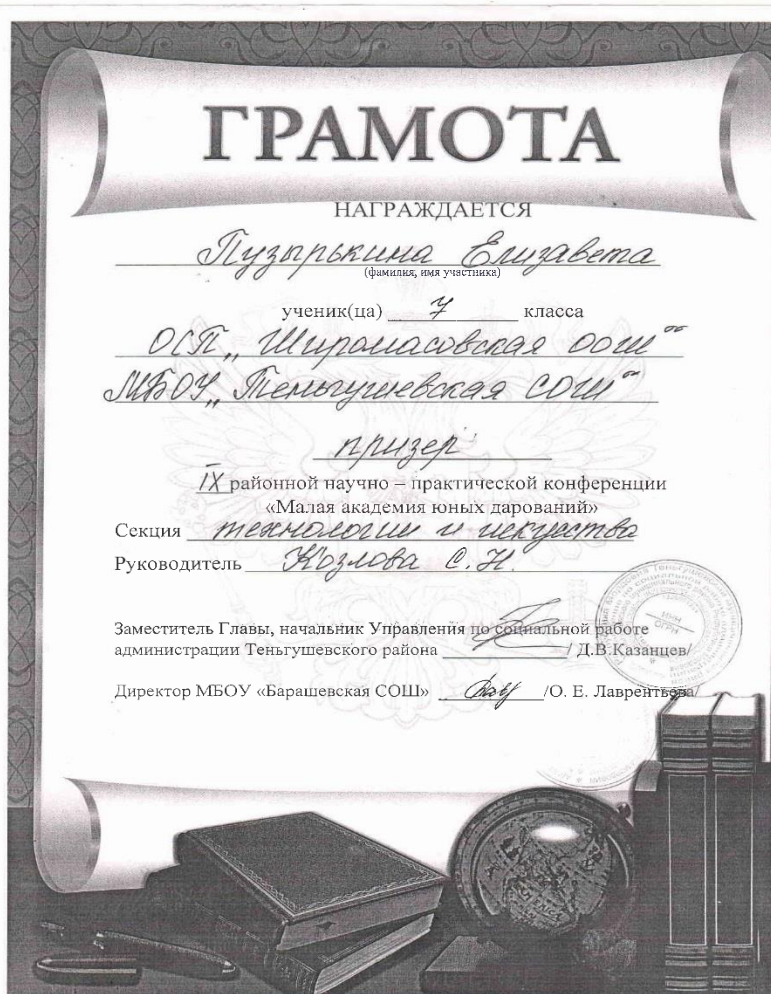 ГРАМОТА
НАГРАЖДАЕТСЯ
Пузырькина Елизавета
(фамилия, имя участника)
ученик(ца) 7 класса
ОСП „Широмасовская ООШ“
МБОУ „Теньгушевская СОШ“
призер
IX районной научно – практической конференции
«Малая академия юных дарований»
Секция технологии и искусства
Руководитель Козлова С.Н.
Заместитель Главы, начальник Управления по социальной работе
администрации Теньгушевского района /Д.В.Казанцев/
Директор МБОУ «Барашевская СОШ» /О. Е. Лаврентьева/
ИНН
ОГРН